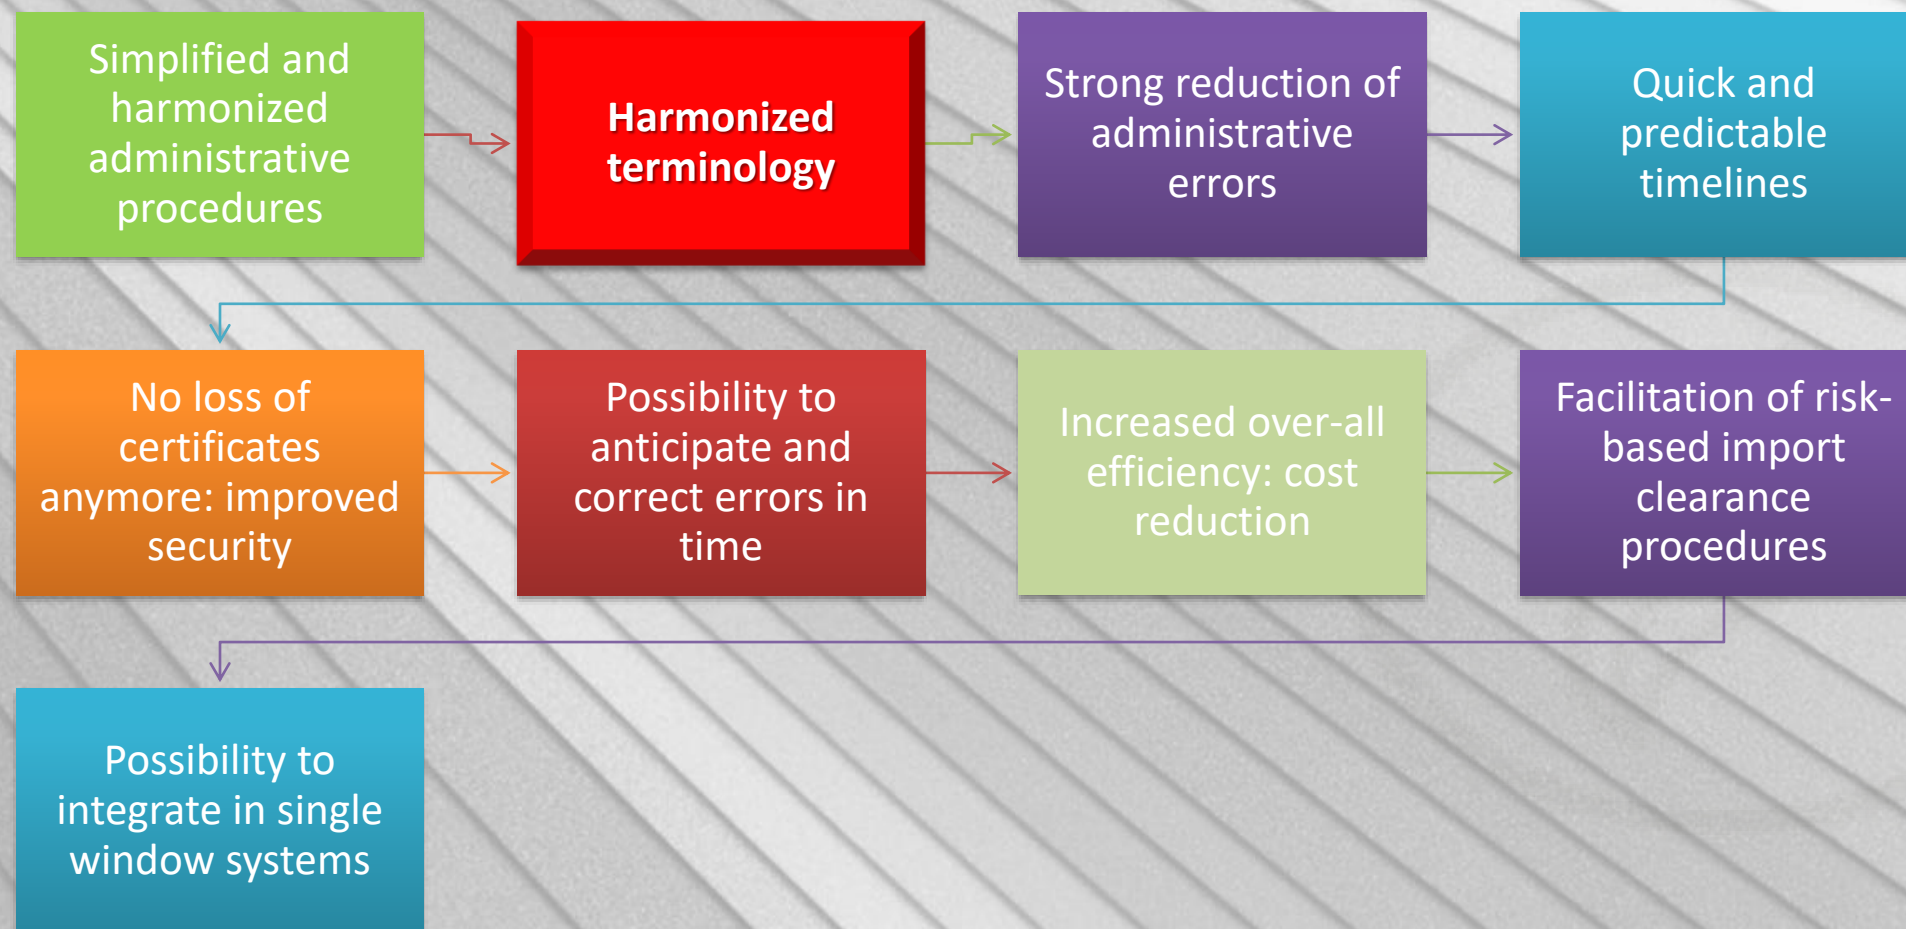 Simplified and
harmonized
administrative
procedures
Harmonized
terminology
Strong reduction of
administrative
errors
Quick and
predictable
timelines
No loss of
certificates
anymore: improved
security
Possibility to
anticipate and
correct errors in
time
Increased over-all
efficiency: cost
reduction
Facilitation of risk-
based import
clearance
procedures
Possibility to
integrate in single
window systems